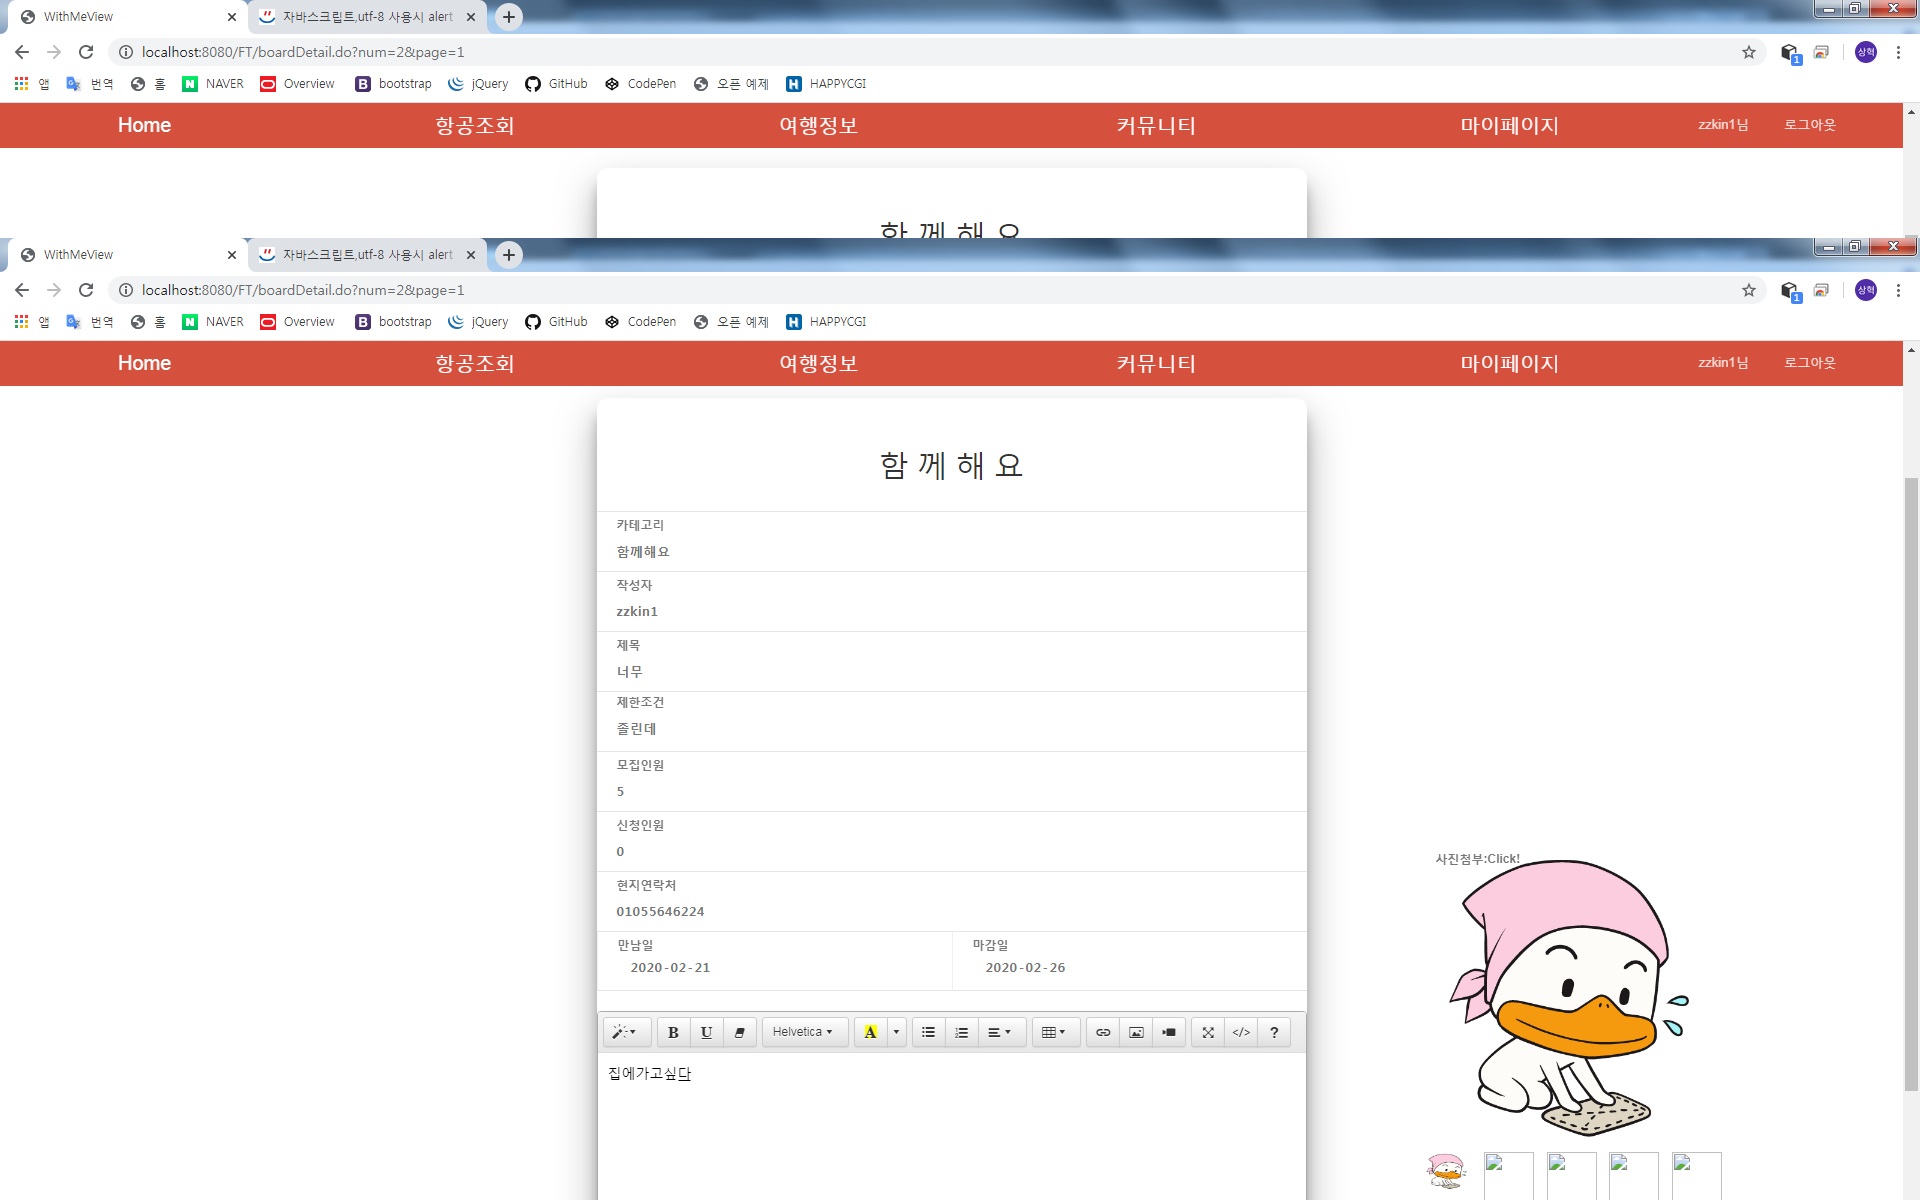 WithMeView
자바스크립트,utf-8 사용시 alert
localhost:8080/FT/boardDetail.do?num=2&page=1
1
상혁
앱 번역 홈 NAVER Overview bootstrap jQuery GitHub CodePen 오픈 예제 HAPPYCGI
Home 항공조회 여행정보 커뮤니티 마이페이지 zzkin1님 로그아웃
함 께 해 요
WithMeView
자바스크립트,utf-8 사용시 alert
localhost:8080/FT/boardDetail.do?num=2&page=1
1
상혁
앱 번역 홈 NAVER Overview bootstrap jQuery GitHub CodePen 오픈 예제 HAPPYCGI
Home 항공조회 여행정보 커뮤니티 마이페이지 zzkin1님 로그아웃
함 께 해 요
카테고리
함께해요
작성자
zzkin1
제목
너무
제한조건
졸린데
모집인원
5
신청인원
0
현지연락처
01055646224
만남일 마감일
2020-02-21 2020-02-26
B U Helvetica A </> ?
집에가고싶다
사진첨부:Click!